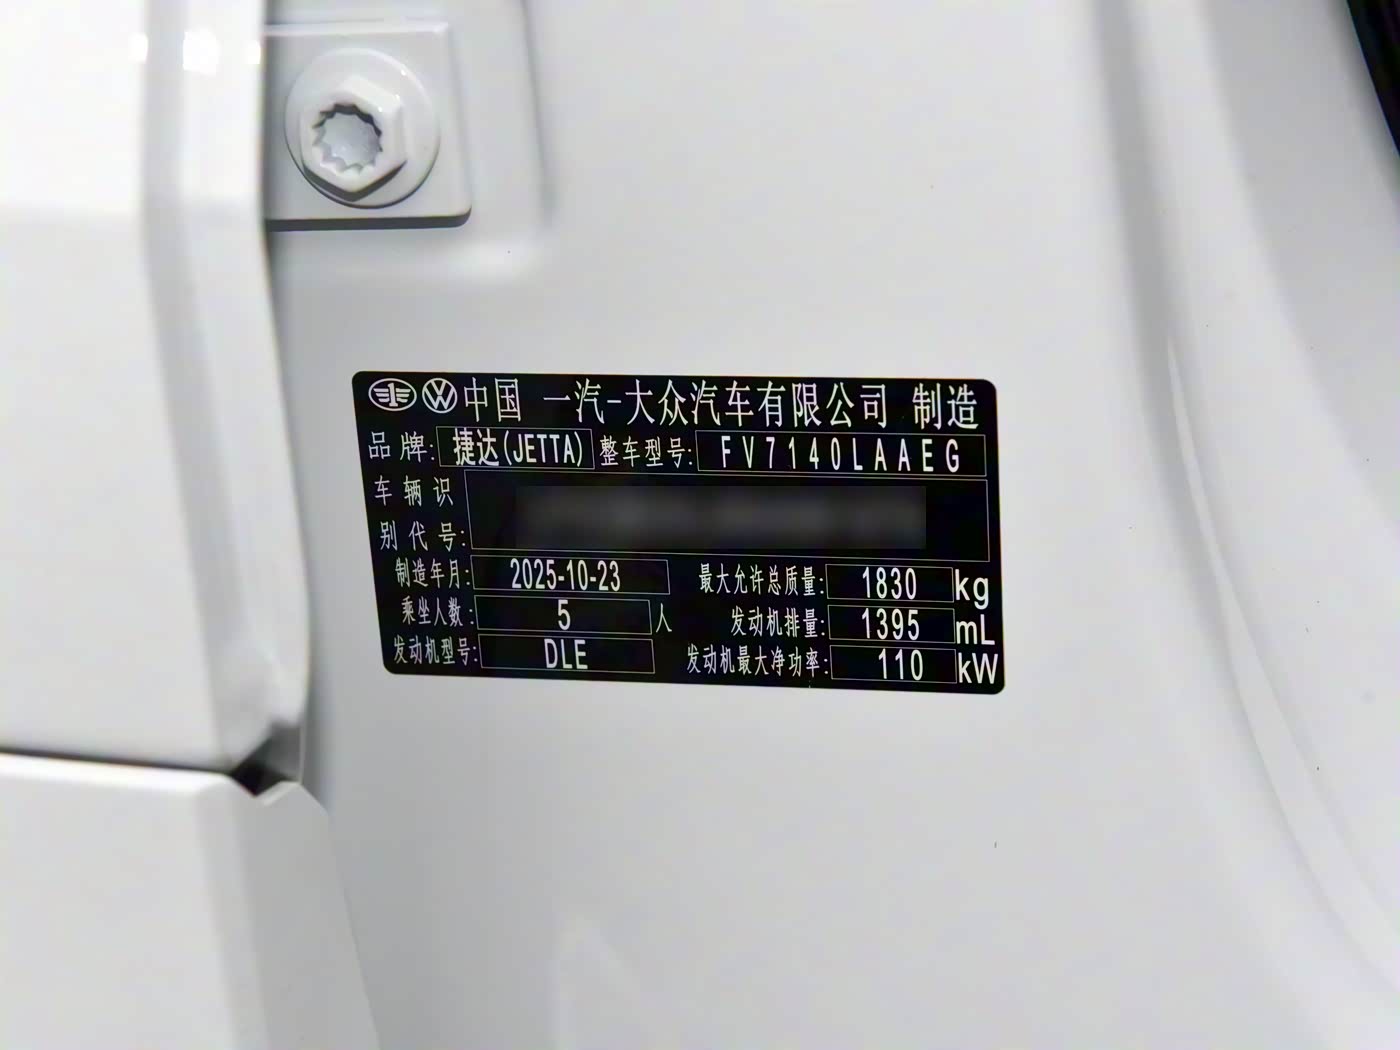 中国 一汽-大众汽车有限公司 制造
品牌: 捷达(JETTA) 整车型号: FV7140LAAEG
车辆识
别代号:
制造年月: 2025-10-23 最大允许总质量: 1830 kg
乘坐人数: 5 人 发动机排量: 1395 mL
发动机型号: DLE 发动机最大净功率: 110 kW